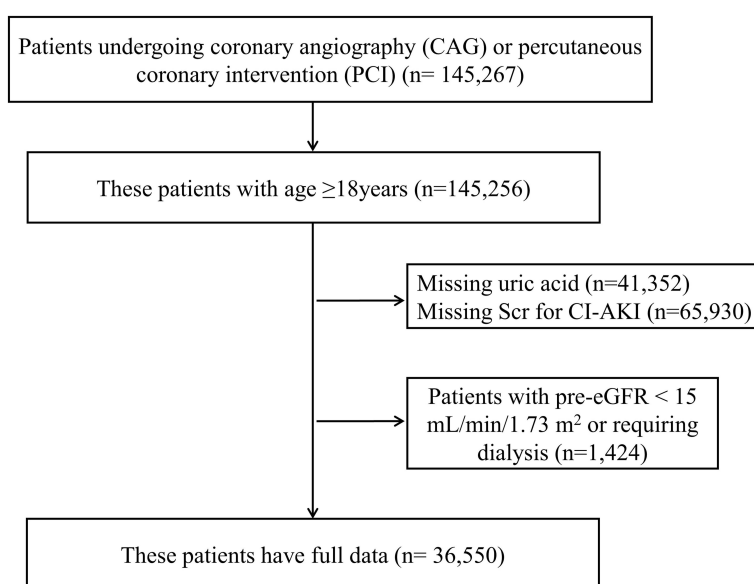 Patients undergoing coronary angiography (CAG) or percutaneous
coronary intervention (PCI) (n= 145,267)
These patients with age ≥18years (n=145,256)
Missing uric acid (n=41,352)
Missing Scr for CI-AKI (n=65,930)
Patients with pre-eGFR < 15
mL/min/1.73 m² or requiring
dialysis (n=1,424)
These patients have full data (n= 36,550)